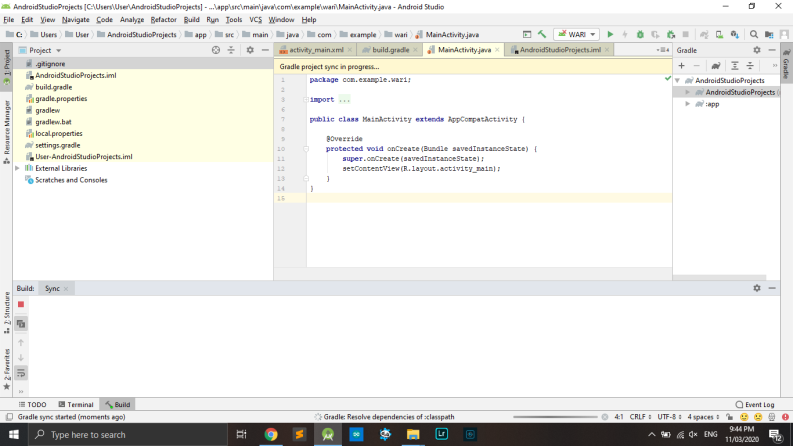 AndroidStudioProjects [C:\Users\User\AndroidStudioProjects] - ...\app\src\main\java\com\example\wari\MainActivity.java - Android Studio
File Edit View Navigate Code Analyze Refactor Build Run Tools VCS Window Help
C: Users User AndroidStudioProjects app src main java com example wari MainActivity.java WARI
Project
activity_main.xml build.gradle MainActivity.java AndroidStudioProjects.iml
Gradle
.gitignore
AndroidStudioProjects.iml
build.gradle
gradle.properties
gradlew
gradlew.bat
local.properties
settings.gradle
User-AndroidStudioProjects.iml
External Libraries
Scratches and Consoles
Gradle project sync in progress...
1 package com.example.wari;
2
3 import ...
6
7 public class MainActivity extends AppCompatActivity {
8
9 @Override
10 protected void onCreate(Bundle savedInstanceState) {
11 super.onCreate(savedInstanceState);
12 setContentView(R.layout.activity_main);
13 }
14 }
15
AndroidStudioProjects
AndroidStudioProjects
:app
1: Project
Resource Manager
7: Structure
2: Favorites
Gradle
Build: Sync
TODO Terminal Build Event Log
Gradle sync started (moments ago) Gradle: Resolve dependencies of :classpath 4:1 CRLF UTF-8 4 spaces
Type here to search
Lr
ENG
9:44 PM
11/03/2020
12